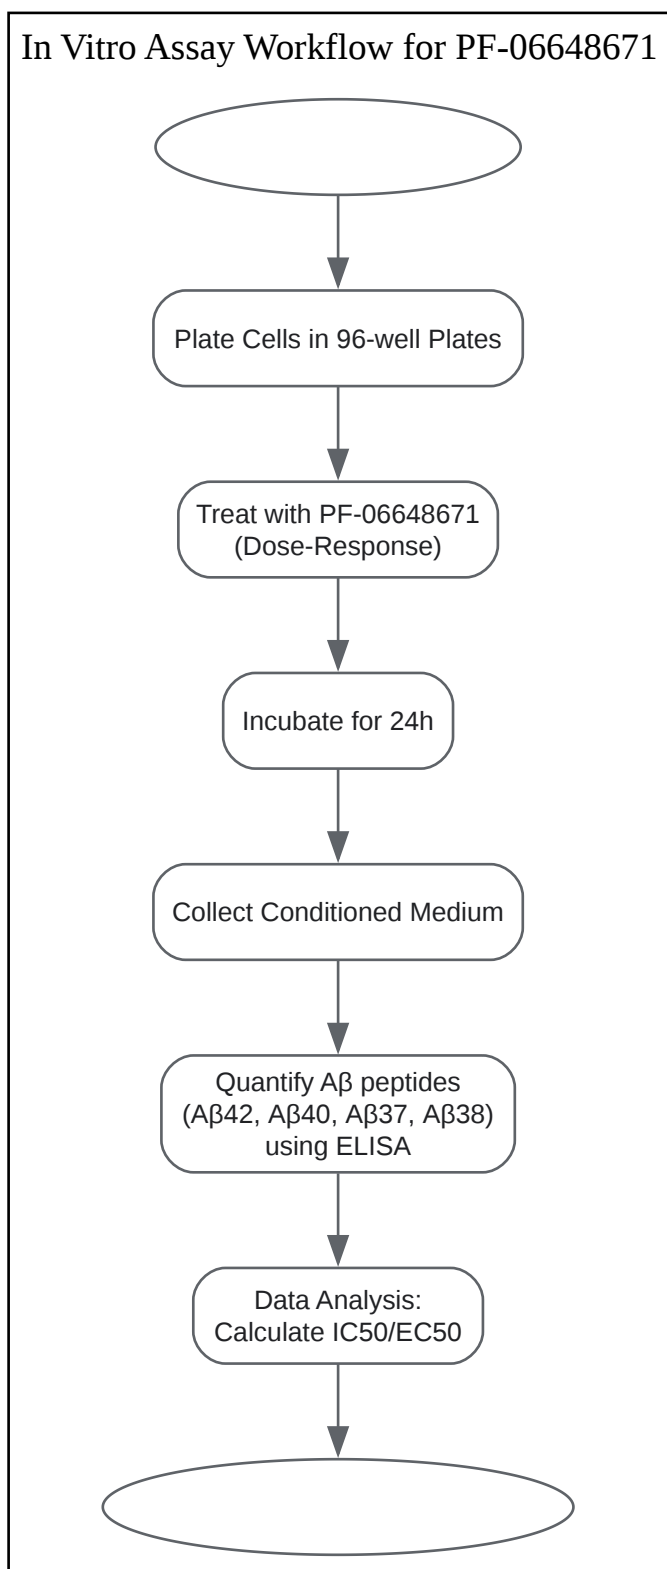 In Vitro Assay Workflow for PF-06648671
Plate Cells in 96-well Plates
Treat with PF-06648671
(Dose-Response)
Incubate for 24h
Collect Conditioned Medium
Quantify Aβ peptides
(Aβ42, Aβ40, Aβ37, Aβ38)
using ELISA
Data Analysis:
Calculate IC50/EC50